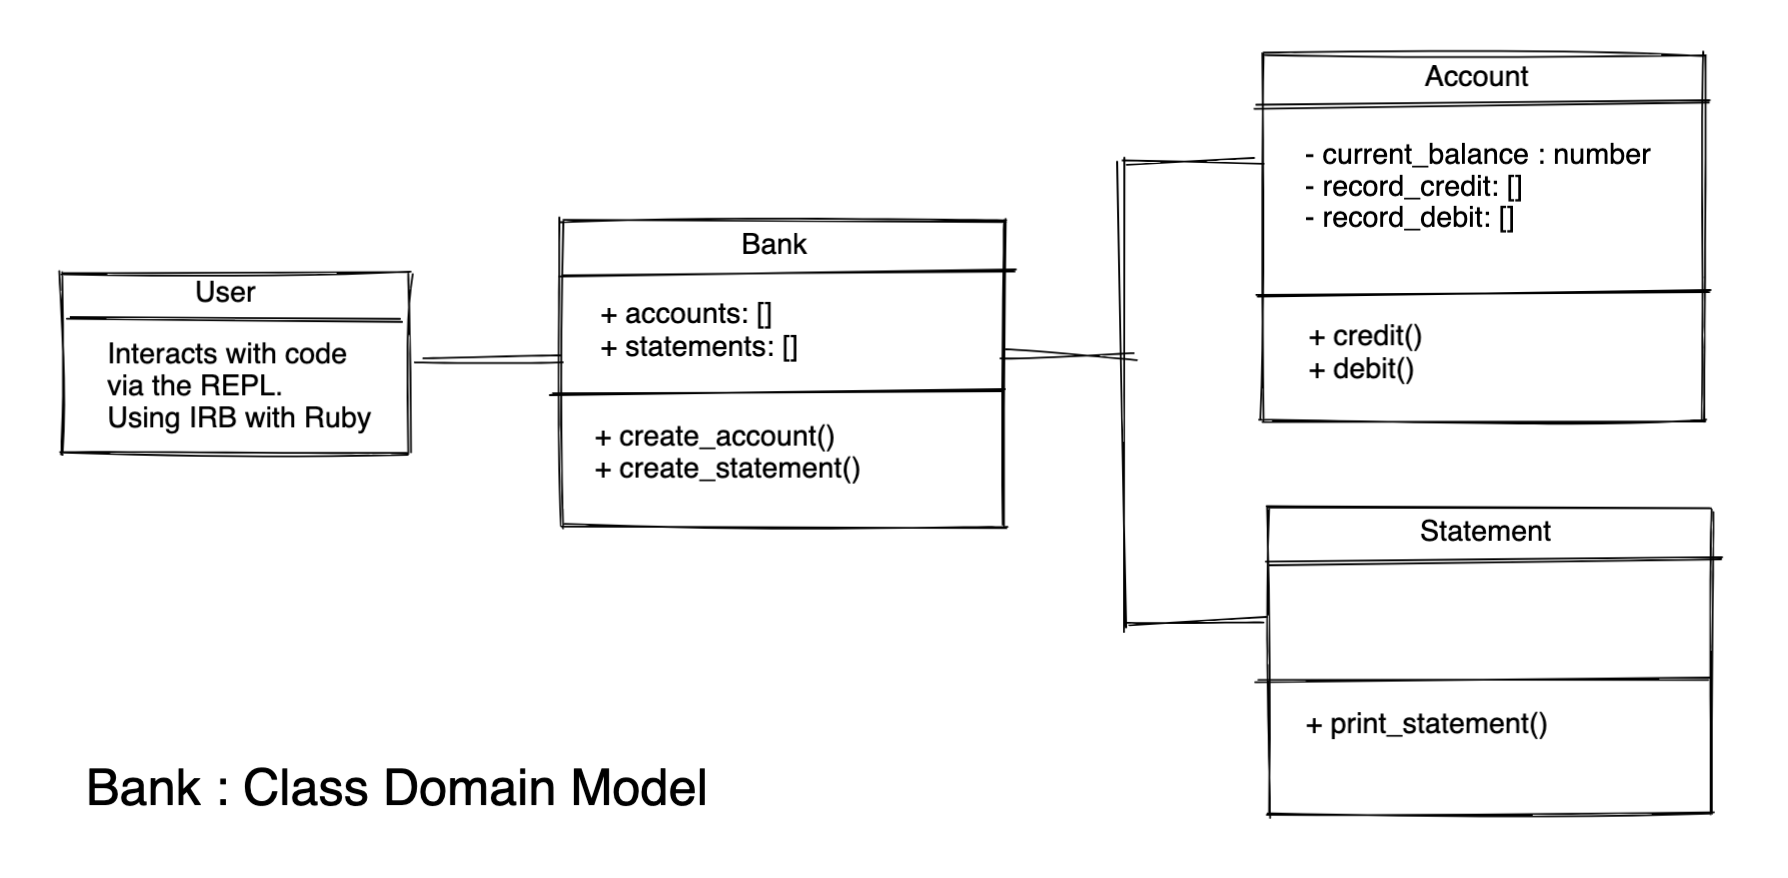 User
Interacts with code
via the REPL.
Using IRB with Ruby
Bank
+ accounts: []
+ statements: []
+ create_account()
+ create_statement()
Account
- current_balance : number
- record_credit: []
- record_debit: []
+ credit()
+ debit()
Statement
+ print_statement()
Bank : Class Domain Model